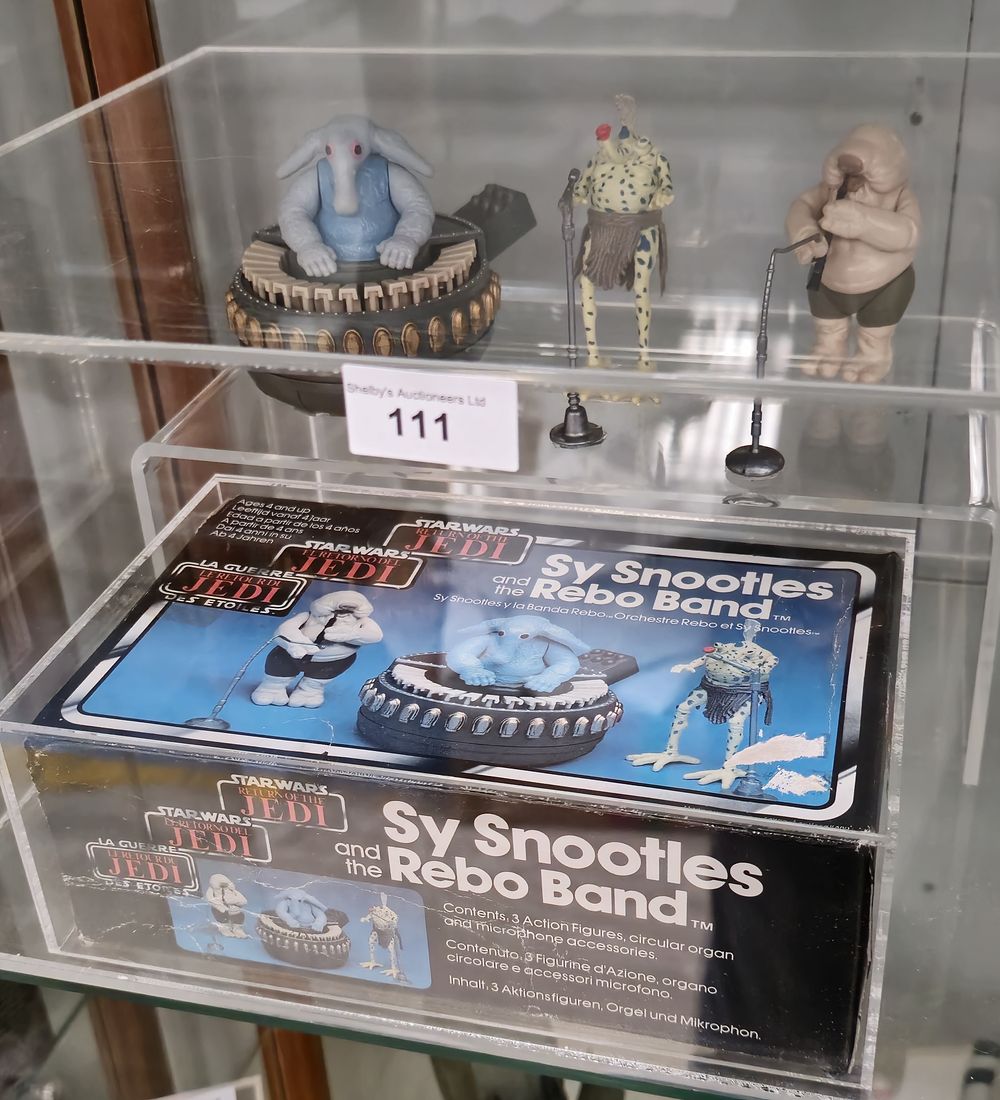 Shelby's Auctioneers Ltd
111
Ages 4 and up
Leeftijd vanaf 4 jaar
Edad a partir de los 4 años
A partir de 4 ans
Dai 4 anni in su
Ab 4 Jahren
STAR WARS
RETURN OF THE
JEDI
STAR WARS
EL RETORNO DEL
JEDI
LA GUERRE
LE RETOUR DU
JEDI
DES ETOILES
Sy Snootles
and
the Rebo Band™
Sy Snootles y la Banda Rebo™ Orchestre Rebo et Sy Snootles™
STAR WARS
RETURN OF THE
JEDI
STAR WARS
EL RETORNO DEL
JEDI
LA GUERRE
LE RETOUR DU
JEDI
DES ETOILES
Sy Snootles
and
the Rebo Band™
Contents: 3 Action Figures, circular organ
and microphone accessories.
Contenuto: 3 Figurine d'Azione, organo
circolare e accessori microfono.
Inhalt: 3 Aktionsfiguren, Orgel und Mikrophon.